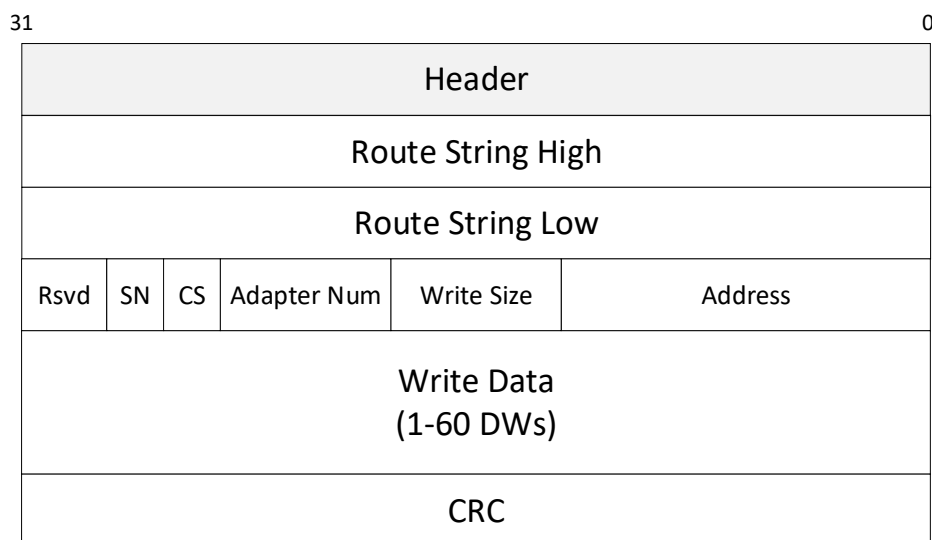 31 0
Header
Route String High
Route String Low
Rsvd SN CS Adapter Num Write Size Address
Write Data
(1-60 DWs)
CRC